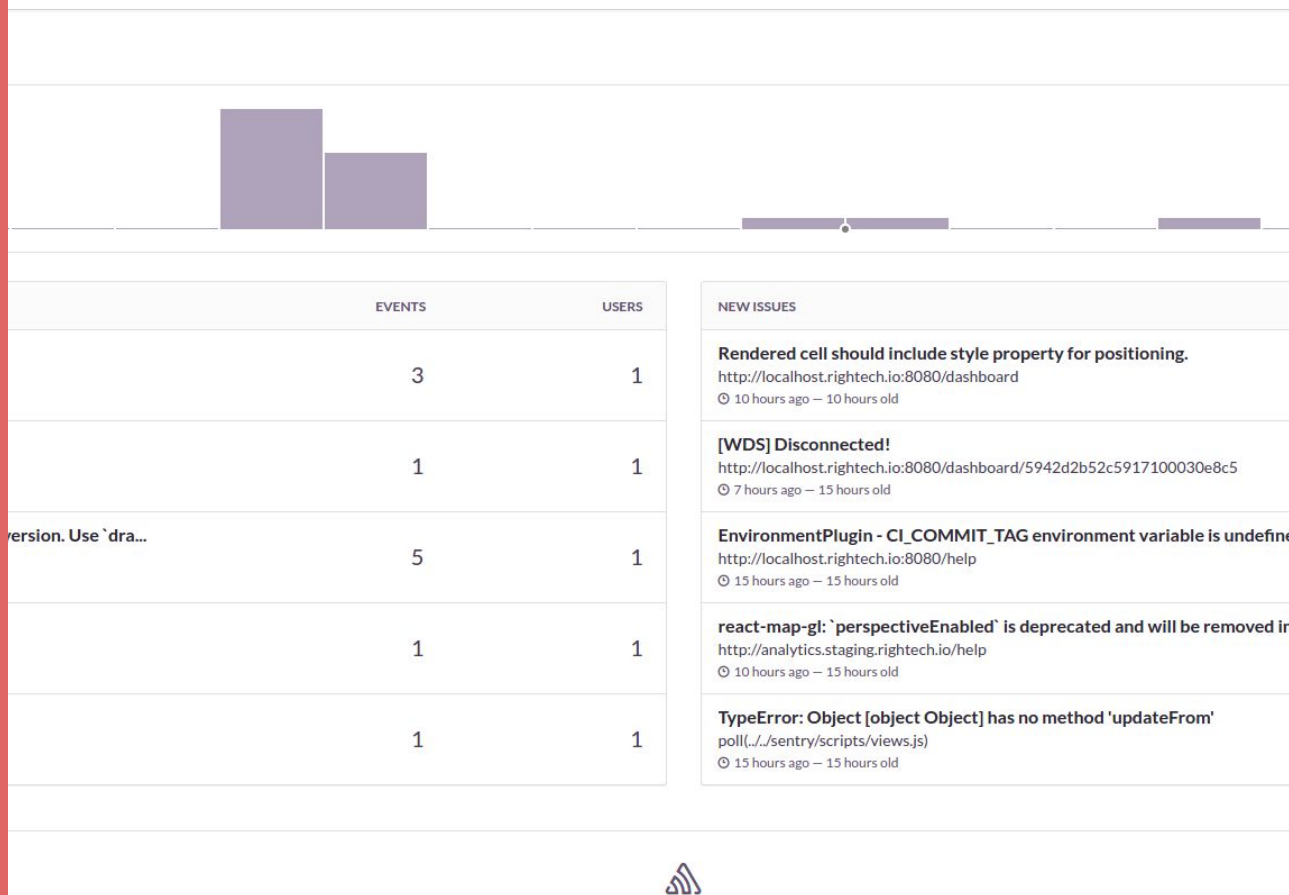 EVENTS USERS
3 1
1 1
version. Use `dra...
5 1
1 1
1 1
NEW ISSUES
Rendered cell should include style property for positioning.
http://localhost.rightech.io:8080/dashboard
10 hours ago — 10 hours old
[WDS] Disconnected!
http://localhost.rightech.io:8080/dashboard/5942d2b52c5917100030e8c5
7 hours ago — 15 hours old
EnvironmentPlugin - CI_COMMIT_TAG environment variable is undefine
http://localhost.rightech.io:8080/help
15 hours ago — 15 hours old
react-map-gl: `perspectiveEnabled` is deprecated and will be removed in
http://analytics.staging.rightech.io/help
10 hours ago — 15 hours old
TypeError: Object [object Object] has no method 'updateFrom'
poll(../../sentry/scripts/views.js)
15 hours ago — 15 hours old